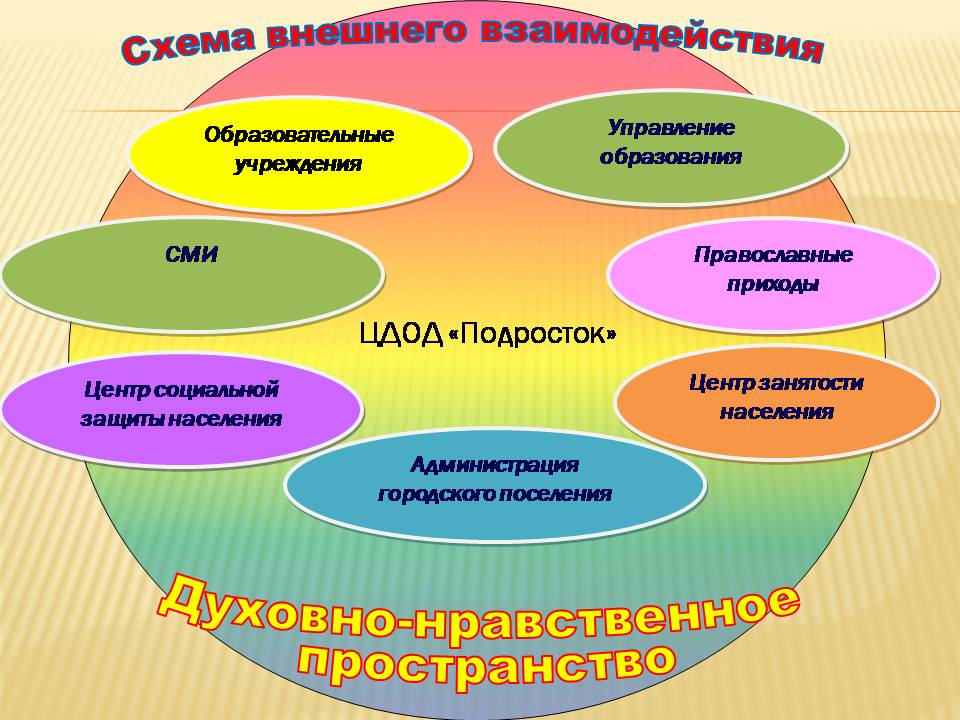 Схема внешнего взаимодействия
Образовательные
учреждения
Управление
образования
СМИ
Православные
приходы
ЦДОД «Подросток»
Центр социальной
защиты населения
Центр занятости
населения
Администрация
городского поселения
Духовно-нравственное
пространство